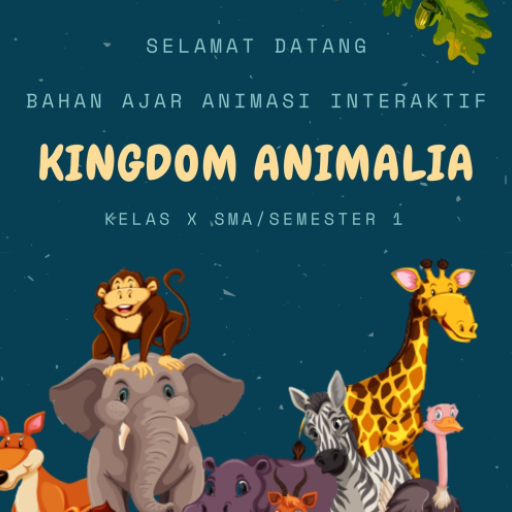 SELAMAT DATANG
BAHAN AJAR ANIMASI INTERAKTIF
KINGDOM ANIMALIA
KELAS X SMA/SEMESTER 1